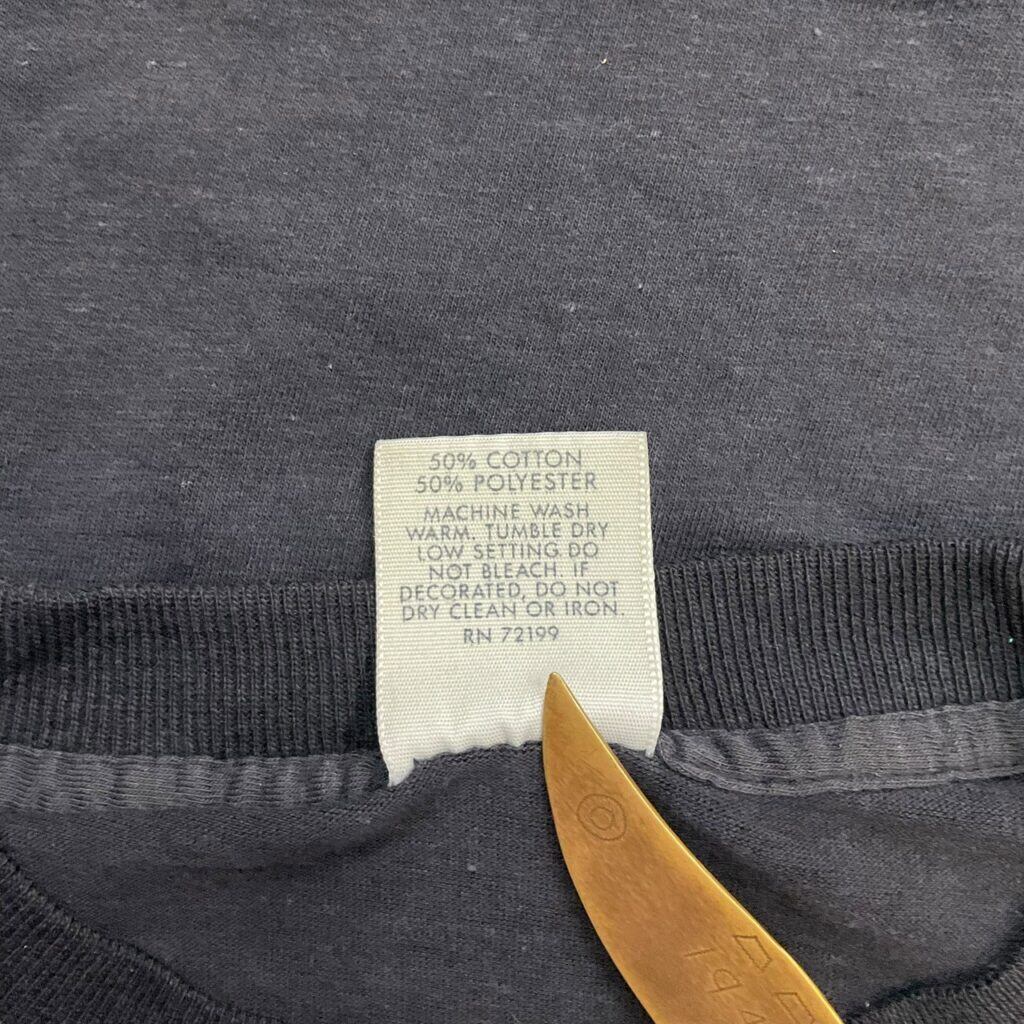 50% COTTON
50% POLYESTER
MACHINE WASH
WARM. TUMBLE DRY
LOW SETTING DO
NOT BLEACH. IF
DECORATED, DO NOT
DRY CLEAN OR IRON.
RN 72199